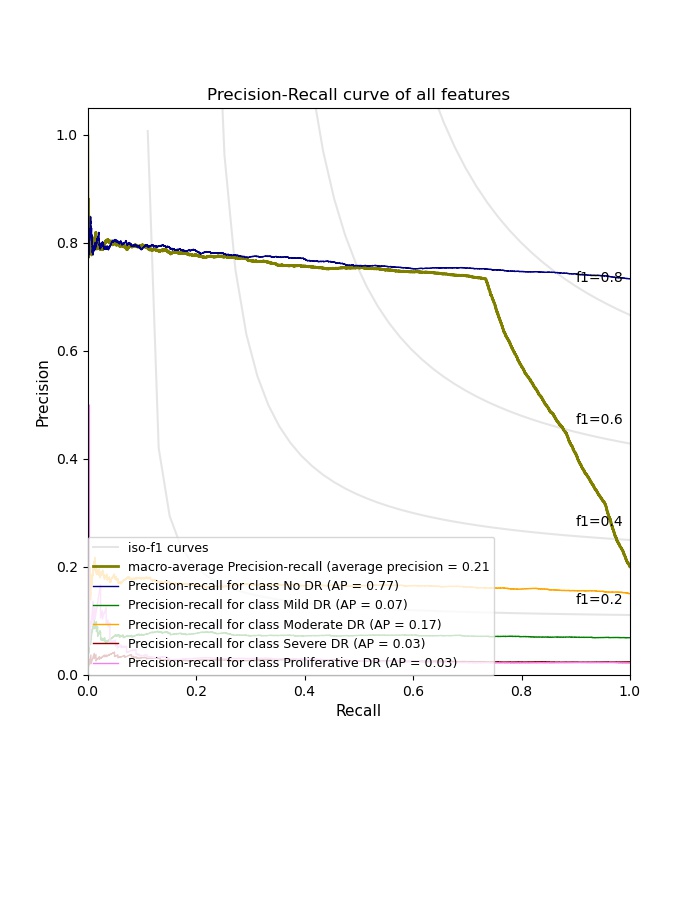 Precision-Recall curve of all features
1.0
0.8
0.6
0.4
0.2
0.0
Precision
f1=0.8
f1=0.6
f1=0.4
f1=0.2
iso-f1 curves
macro-average Precision-recall (average precision = 0.21
Precision-recall for class No DR (AP = 0.77)
Precision-recall for class Mild DR (AP = 0.07)
Precision-recall for class Moderate DR (AP = 0.17)
Precision-recall for class Severe DR (AP = 0.03)
Precision-recall for class Proliferative DR (AP = 0.03)
0.0 0.2 0.4 0.6 0.8 1.0
Recall